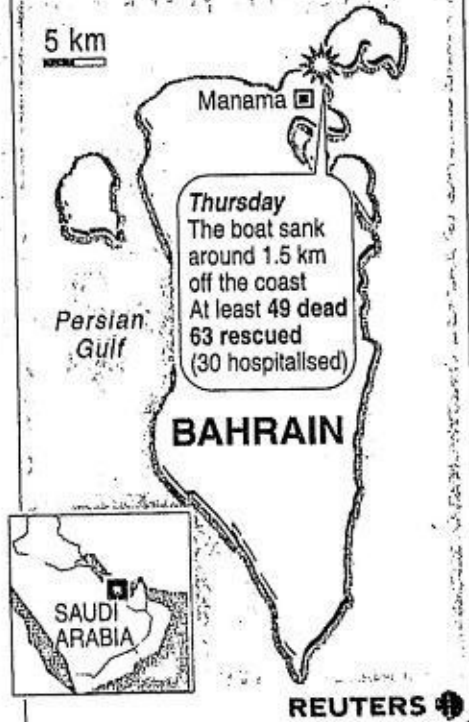 5 km
Manama
Thursday
The boat sank
around 1.5 km
off the coast
At least 49 dead
63 rescued
(30 hospitalised)
Persian
Gulf
BAHRAIN
SAUDI
ARABIA
REUTERS